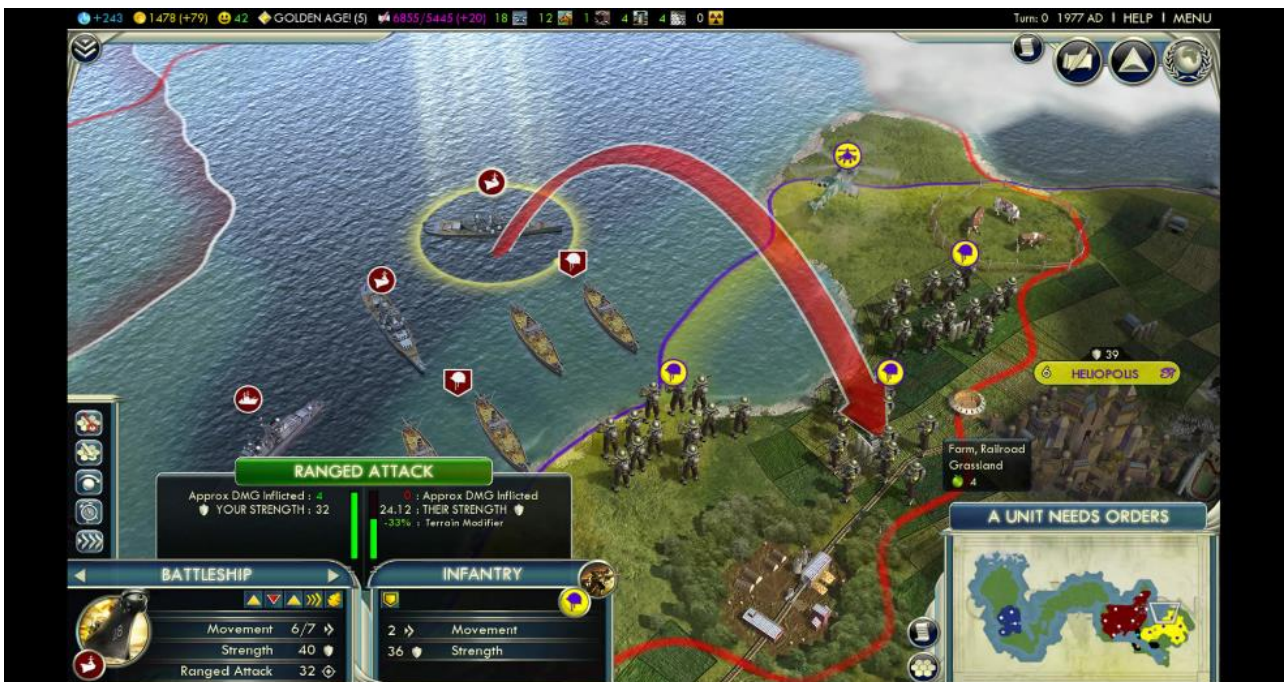 +243 1478 (+79) 42 GOLDEN AGE! (5) 6855/5445 (+20) 18 12 1 4 4 0 Turn: 0 1977 AD | HELP | MENU
39
6 HELIOPOLIS
Farm, Railroad
Grassland
4
RANGED ATTACK
Approx DMG Inflicted : 4 0 : Approx DMG Inflicted
YOUR STRENGTH : 32 24.12 : THEIR STRENGTH
-33% : Terrain Modifier
A UNIT NEEDS ORDERS
BATTLESHIP INFANTRY
Movement 6/7 2 Movement
Strength 40 36 Strength
Ranged Attack 32